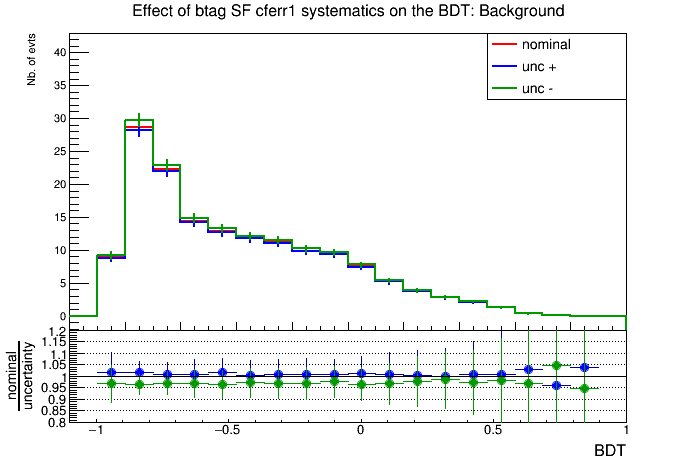 Effect of btag SF cferr1 systematics on the BDT: Background
Nb. of evts
40
35
30
25
20
15
10
5
0
nominal
unc +
unc -
nominal
uncertainty
1.2
1.15
1.1
1.05
1
0.95
0.9
0.85
0.8
−1 −0.5 0 0.5 1
BDT